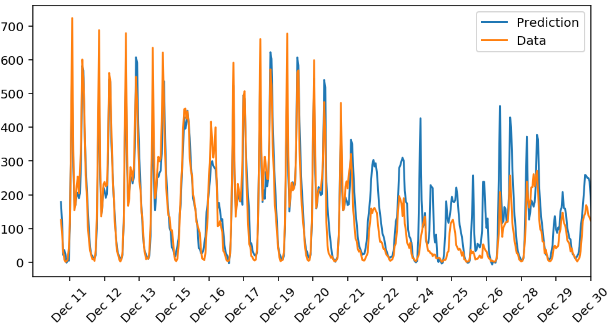 700
600
500
400
300
200
100
0
Prediction
Data
Dec 11
Dec 12
Dec 13
Dec 15
Dec 16
Dec 17
Dec 19
Dec 20
Dec 21
Dec 23
Dec 24
Dec 25
Dec 26
Dec 28
Dec 29
Dec 30